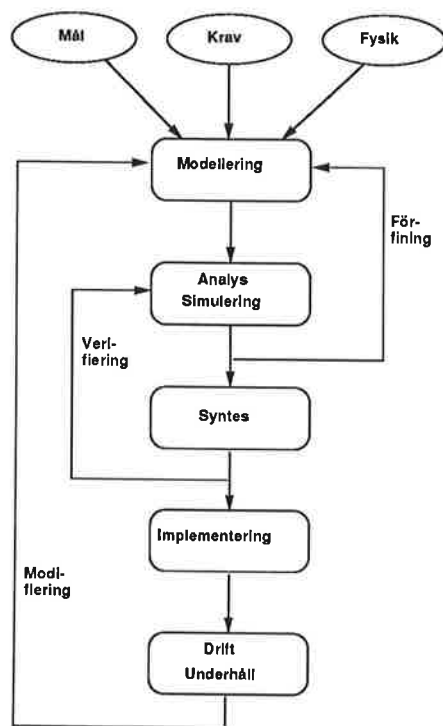 Mål
Krav
Fysik
Modellering
För-
fining
Analys
Simulering
Veri-
fiering
Syntes
Implementering
Modi-
fiering
Drift
Underhåll